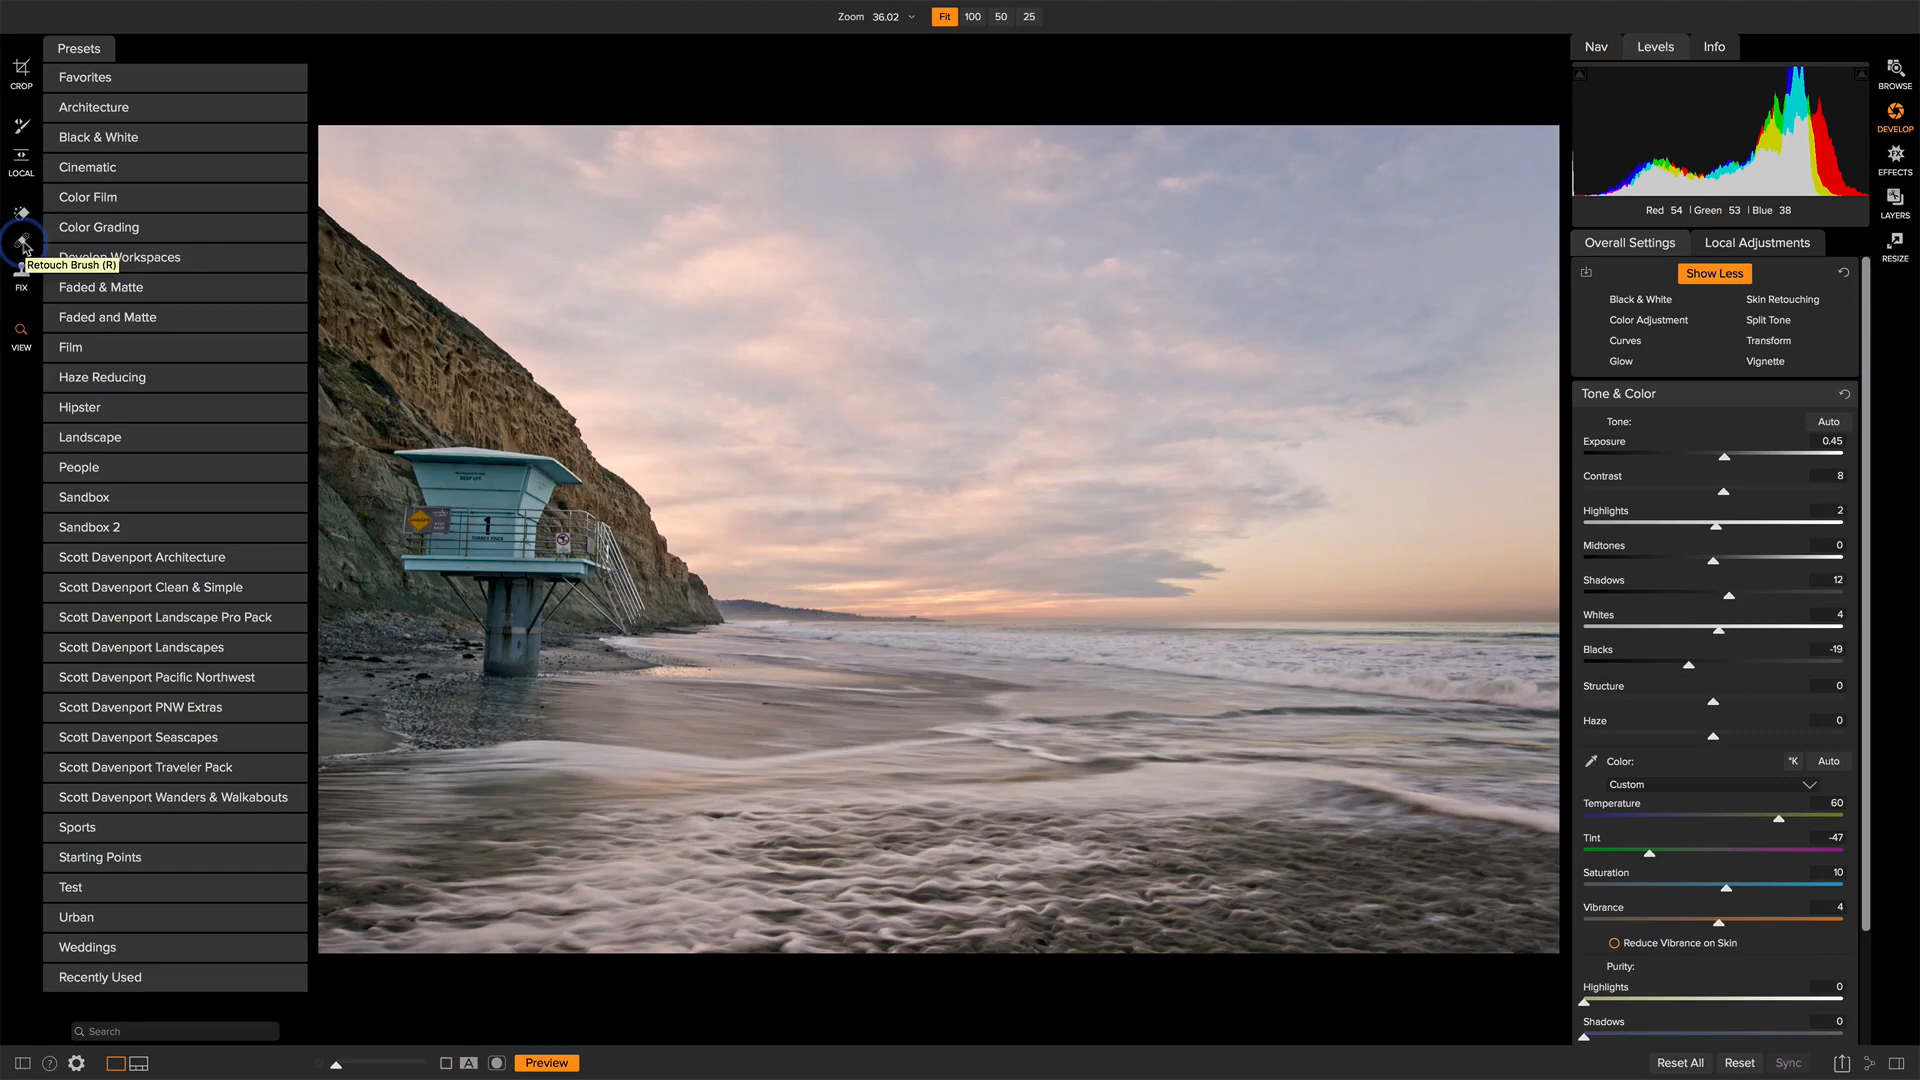 Zoom 36.02 Fit 100 50 25
Presets
Favorites
Architecture
Black & White
Cinematic
Color Film
Color Grading
Develop Workspaces
Faded & Matte
Faded and Matte
Film
Haze Reducing
Hipster
Landscape
People
Sandbox
Sandbox 2
Scott Davenport Architecture
Scott Davenport Clean & Simple
Scott Davenport Landscape Pro Pack
Scott Davenport Landscapes
Scott Davenport Pacific Northwest
Scott Davenport PNW Extras
Scott Davenport Seascapes
Scott Davenport Traveler Pack
Scott Davenport Wanders & Walkabouts
Sports
Starting Points
Test
Urban
Weddings
Recently Used
Search
CROP
LOCAL
Retouch Brush (R)
FIX
VIEW
KEEP OFF
DANGER
1
TORREY PINES
Nav Levels Info
Red 54 | Green 53 | Blue 38
Overall Settings Local Adjustments
Show Less
Black & White Skin Retouching
Color Adjustment Split Tone
Curves Transform
Glow Vignette
Tone & Color
Tone: Auto
Exposure 0.45
Contrast 8
Highlights 2
Midtones 0
Shadows 12
Whites 4
Blacks -19
Structure 0
Haze 0
Color: °K Auto
Custom
Temperature 60
Tint -47
Saturation 10
Vibrance 4
Reduce Vibrance on Skin
Purity:
Highlights 0
Shadows 0
BROWSE
DEVELOP
FX
EFFECTS
LAYERS
RESIZE
? A Preview
Reset All Reset Sync